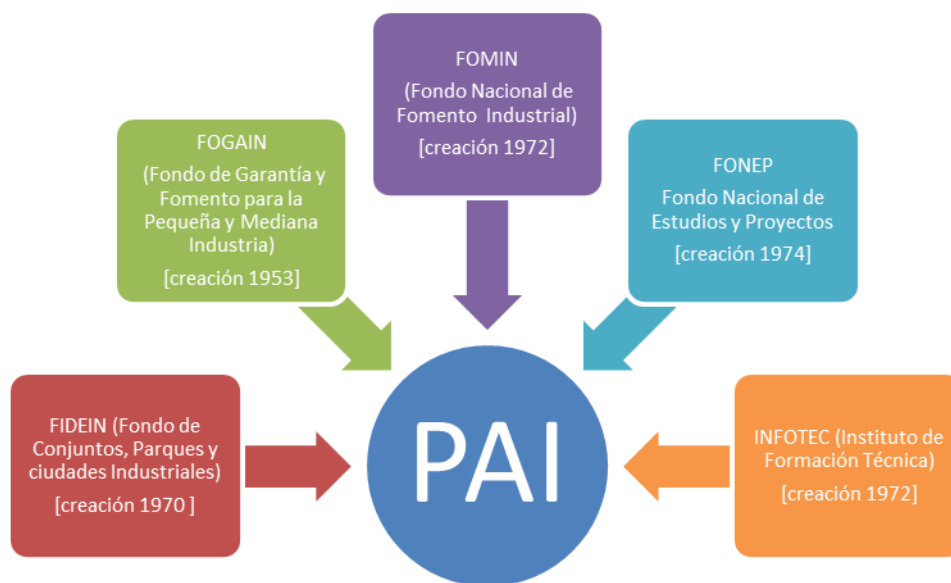 FOMIN
(Fondo Nacional de
Fomento Industrial)
[creación 1972]
FOGAIN
(Fondo de Garantía y
Fomento para la
Pequeña y Mediana
Industria)
[creación 1953]
FONEP
Fondo Nacional de
Estudios y Proyectos
[creación 1974]
FIDEIN (Fondo de
Conjuntos, Parques y
ciudades Industriales)
[creación 1970 ]
PAI
INFOTEC (Instituto de
Formación Técnica)
[creación 1972]